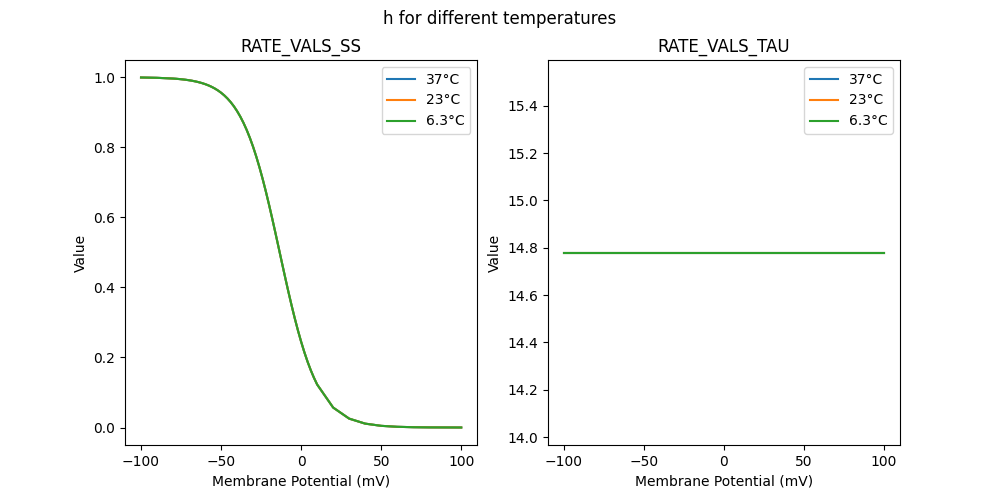 h for different temperatures
RATE_VALS_SS
1.0
0.8
0.6
0.4
0.2
0.0
Value
−100
−50
0
50
100
Membrane Potential (mV)
37°C
23°C
6.3°C
RATE_VALS_TAU
15.4
15.2
15.0
14.8
14.6
14.4
14.2
14.0
Value
−100
−50
0
50
100
Membrane Potential (mV)
37°C
23°C
6.3°C